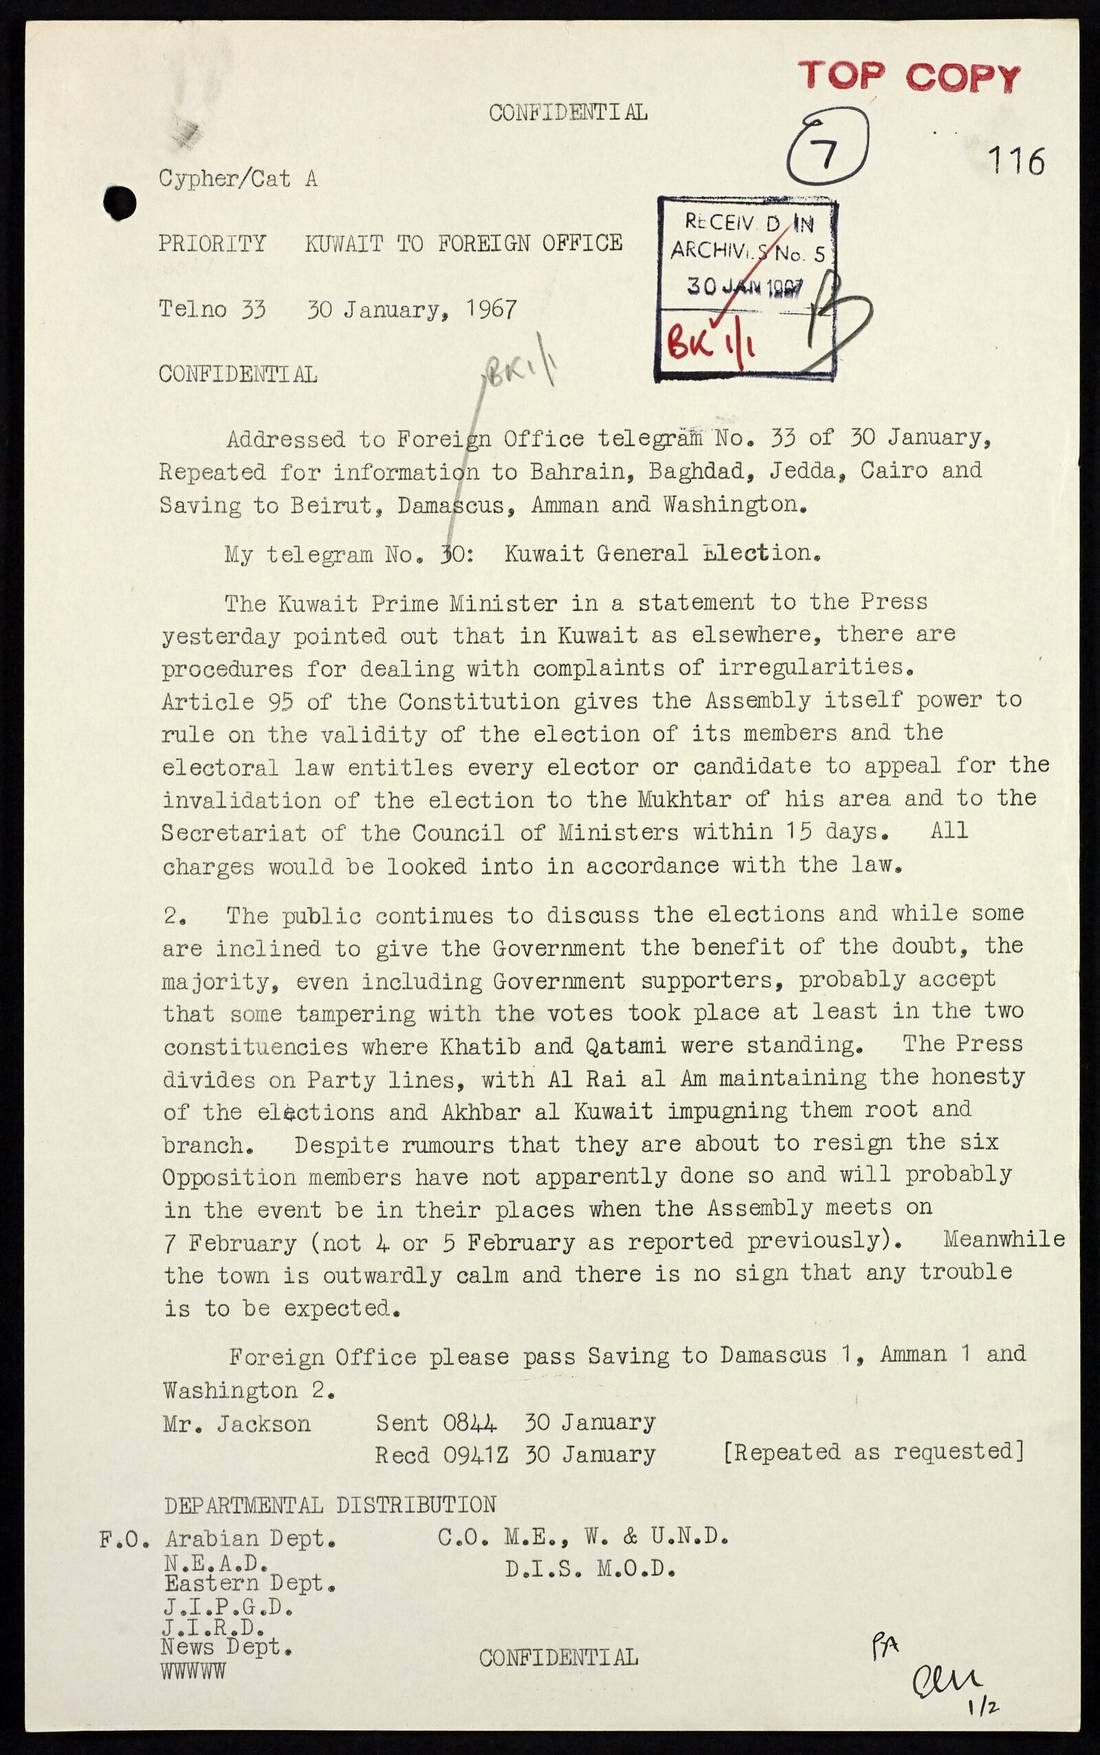 TOP COPY
CONFIDENTIAL
7
116
Cypher/Cat A
RECEIV D IN
ARCHIV S No. 5
30 JAN 1967
BK 1/1
B
PRIORITY KUWAIT TO FOREIGN OFFICE
Telno 33 30 January, 1967
BK 1/1
CONFIDENTIAL
Addressed to Foreign Office telegram No. 33 of 30 January,
Repeated for information to Bahrain, Baghdad, Jedda, Cairo and
Saving to Beirut, Damascus, Amman and Washington.
My telegram No. 30: Kuwait General Election.
The Kuwait Prime Minister in a statement to the Press
yesterday pointed out that in Kuwait as elsewhere, there are
procedures for dealing with complaints of irregularities.
Article 95 of the Constitution gives the Assembly itself power to
rule on the validity of the election of its members and the
electoral law entitles every elector or candidate to appeal for the
invalidation of the election to the Mukhtar of his area and to the
Secretariat of the Council of Ministers within 15 days. All
charges would be looked into in accordance with the law.
2. The public continues to discuss the elections and while some
are inclined to give the Government the benefit of the doubt, the
majority, even including Government supporters, probably accept
that some tampering with the votes took place at least in the two
constituencies where Khatib and Qatami were standing. The Press
divides on Party lines, with Al Rai al Am maintaining the honesty
of the elections and Akhbar al Kuwait impugning them root and
branch. Despite rumours that they are about to resign the six
Opposition members have not apparently done so and will probably
in the event be in their places when the Assembly meets on
7 February (not 4 or 5 February as reported previously). Meanwhile
the town is outwardly calm and there is no sign that any trouble
is to be expected.
Foreign Office please pass Saving to Damascus 1, Amman 1 and
Washington 2.
Mr. Jackson Sent 0844 30 January
Recd 0941Z 30 January [Repeated as requested]
DEPARTMENTAL DISTRIBUTION
F.O. Arabian Dept. C.O. M.E., W. & U.N.D.
N.E.A.D. D.I.S. M.O.D.
Eastern Dept.
J.I.P.G.D.
J.I.R.D.
News Dept.
WWWWW
CONFIDENTIAL
PA
1/2